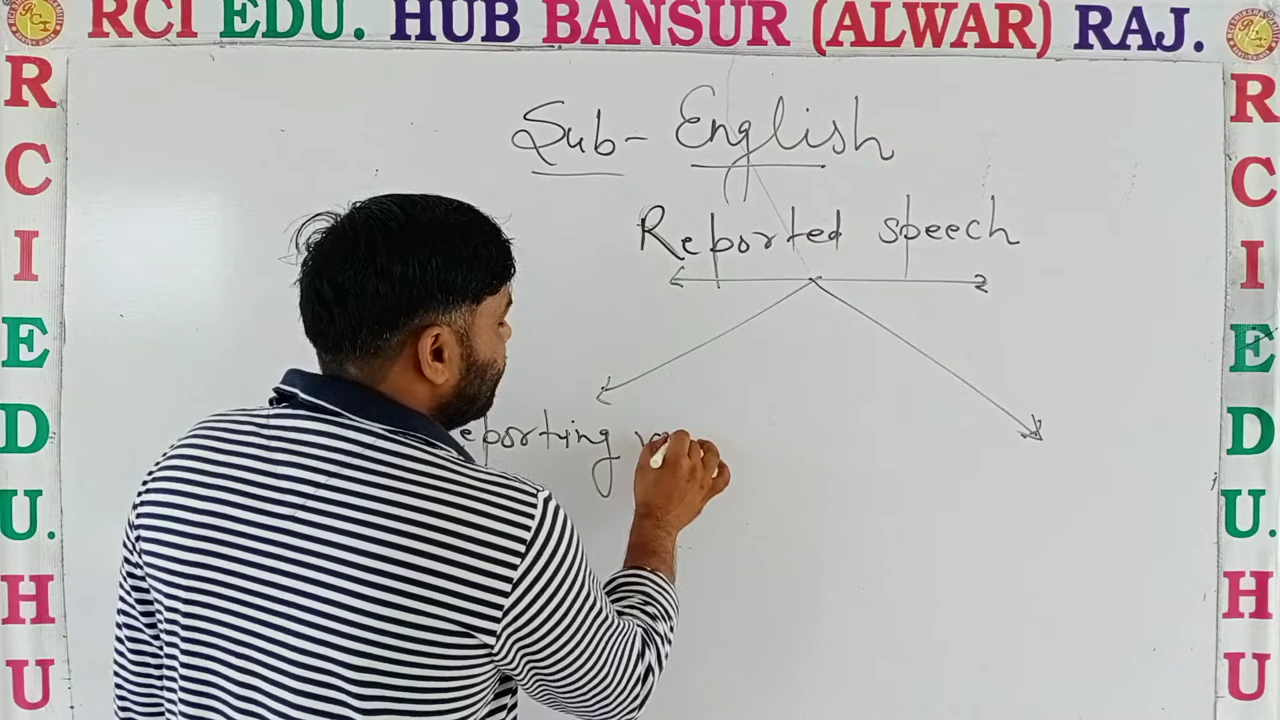 RCI EDU. HUB BANSUR (ALWAR) RAJ.
R C I E D U. H U
Sub- English
Reported speech
eporting
R C I E D U. H U